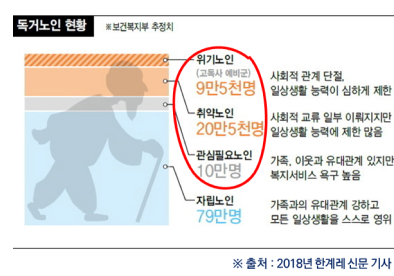 독거노인 현황 ※보건복지부 추정치
위기노인
(고독사 예비군)
9만5천명
사회적 관계 단절,
일상생활 능력이 심하게 제한
취약노인
20만5천명
사회적 교류 일부 이뤄지지만
일상생활 능력에 제한 많음
관심필요노인
10만명
가족, 이웃과 유대관계 있지만
복지서비스 욕구 높음
자립노인
79만명
가족과의 유대관계 강하고
모든 일상생활을 스스로 영위
※ 출처 : 2018년 한겨레신문 기사